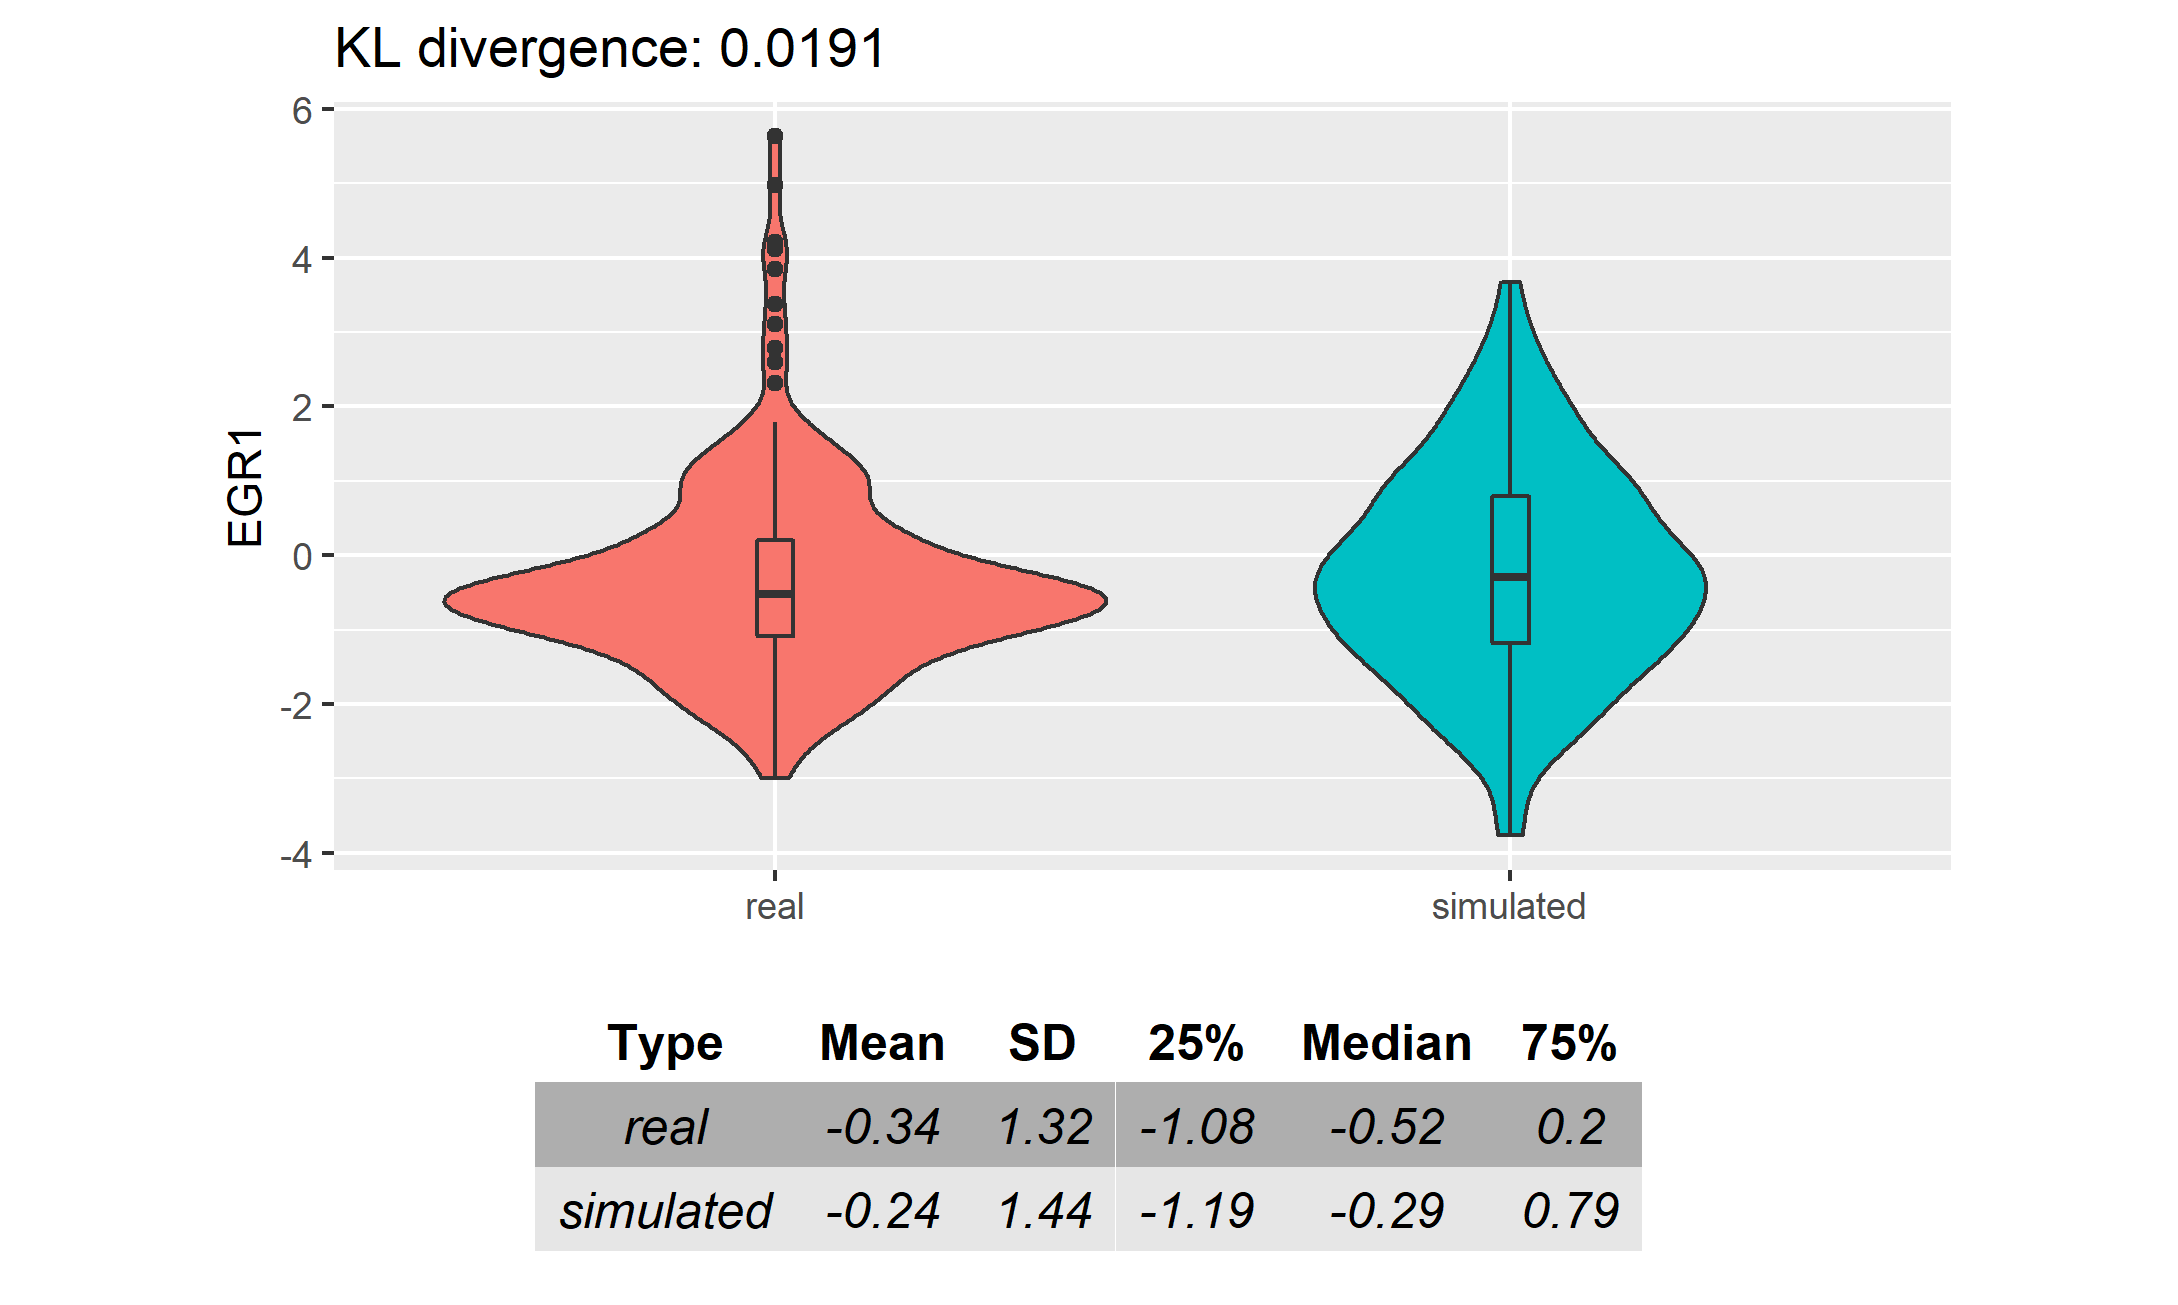 KL divergence: 0.0191
6
4
2
0
-2
-4
EGR1
real simulated
Type Mean SD 25% Median 75%
real -0.34 1.32 -1.08 -0.52 0.2
simulated -0.24 1.44 -1.19 -0.29 0.79